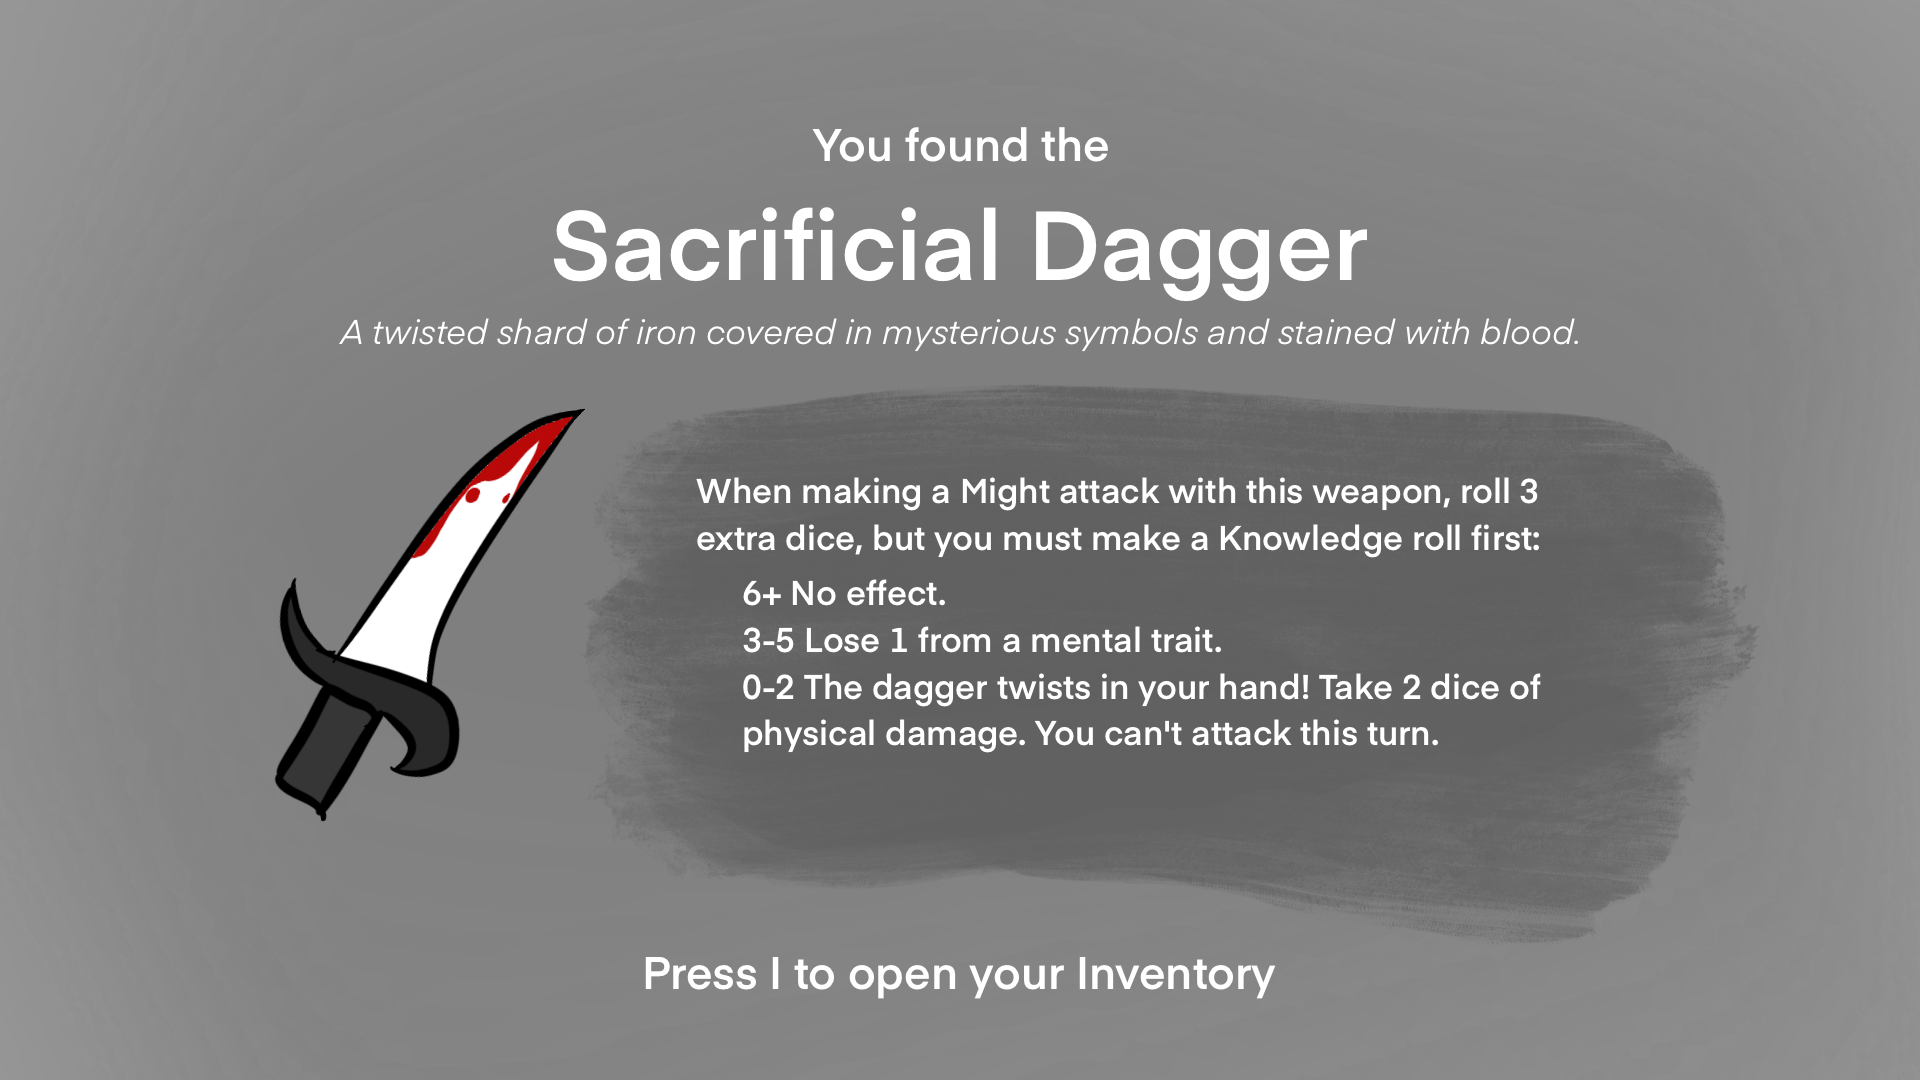 You found the
Sacrificial Dagger
A twisted shard of iron covered in mysterious symbols and stained with blood.
When making a Might attack with this weapon, roll 3
extra dice, but you must make a Knowledge roll first:
6+ No effect.
3-5 Lose 1 from a mental trait.
0-2 The dagger twists in your hand! Take 2 dice of
physical damage. You can't attack this turn.
Press I to open your Inventory